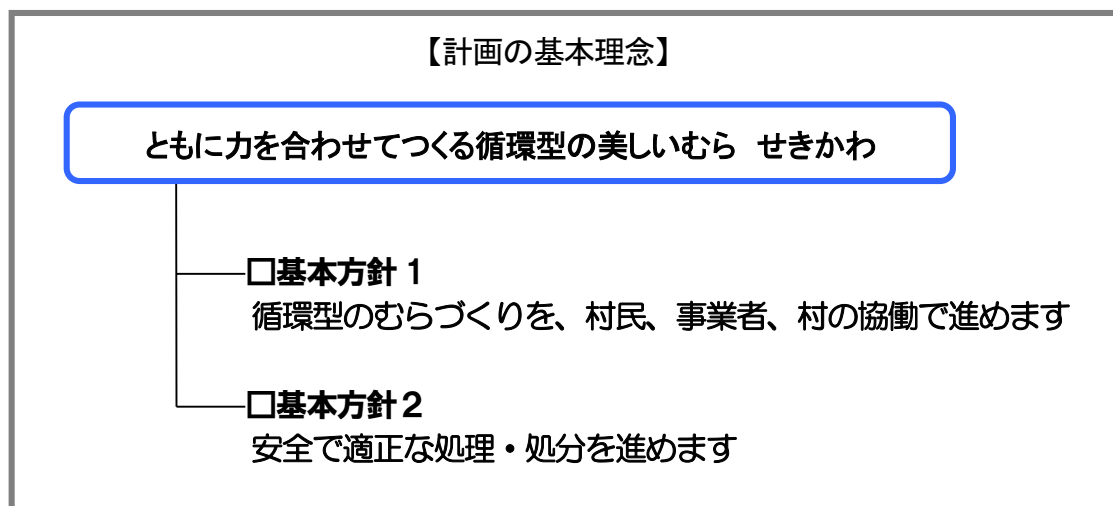 【計画の基本理念】
ともに力を合わせてつくる循環型の美しいむら　せきかわ
□基本方針１
循環型のむらづくりを、村民、事業者、村の協働で進めます
□基本方針２
安全で適正な処理・処分を進めます